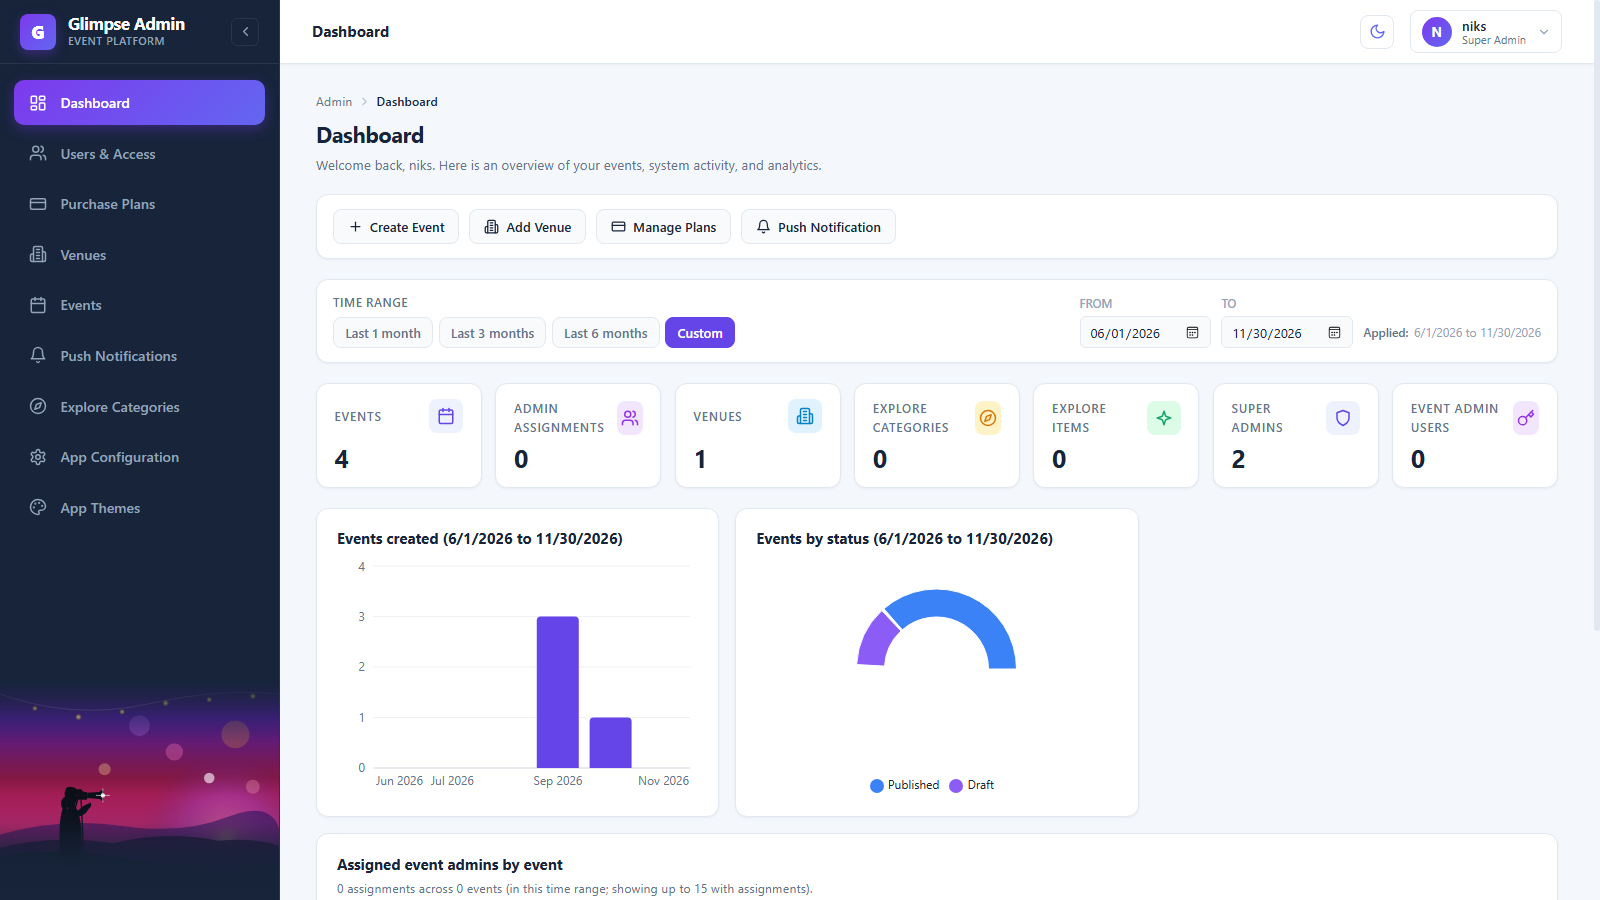 G
Glimpse Admin
EVENT PLATFORM
Dashboard
Users & Access
Purchase Plans
Venues
Events
Push Notifications
Explore Categories
App Configuration
App Themes
Dashboard
N
niks
Super Admin
Admin > Dashboard
Dashboard
Welcome back, niks. Here is an overview of your events, system activity, and analytics.
+ Create Event
Add Venue
Manage Plans
Push Notification
TIME RANGE
Last 1 month
Last 3 months
Last 6 months
Custom
FROM
06/01/2026
TO
11/30/2026
Applied: 6/1/2026 to 11/30/2026
EVENTS
4
ADMIN
ASSIGNMENTS
0
VENUES
1
EXPLORE
CATEGORIES
0
EXPLORE
ITEMS
0
SUPER
ADMINS
2
EVENT ADMIN
USERS
0
Events created (6/1/2026 to 11/30/2026)
4
3
2
1
0
Jun 2026 Jul 2026 Sep 2026 Nov 2026
Events by status (6/1/2026 to 11/30/2026)
Published Draft
Assigned event admins by event
0 assignments across 0 events (in this time range; showing up to 15 with assignments).